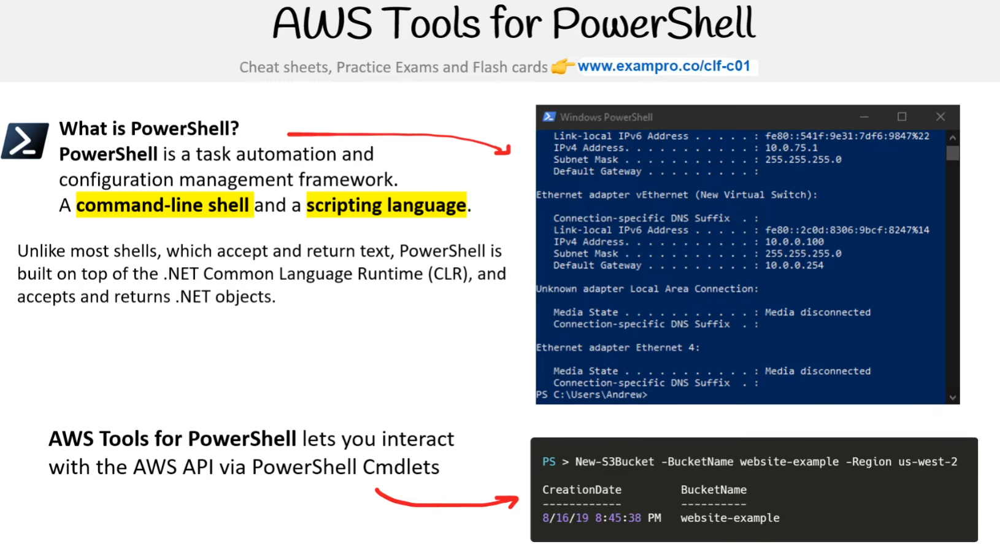 AWS Tools for PowerShell
Cheat sheets, Practice Exams and Flash cards 👉 www.exampro.co/clf-c01
What is PowerShell?
PowerShell is a task automation and
configuration management framework.
A command-line shell and a scripting language.
Unlike most shells, which accept and return text, PowerShell is
built on top of the .NET Common Language Runtime (CLR), and
accepts and returns .NET objects.
Windows PowerShell
Link-local IPv6 Address . . . . . : fe80::541f:9e31:7df6:9847%22
IPv4 Address. . . . . . . . . . . : 10.0.75.1
Subnet Mask . . . . . . . . . . . : 255.255.255.0
Default Gateway . . . . . . . . . :
Ethernet adapter vEthernet (New Virtual Switch):
Connection-specific DNS Suffix  . :
Link-local IPv6 Address . . . . . : fe80::2c0d:8306:9bcf:8247%14
IPv4 Address. . . . . . . . . . . : 10.0.0.100
Subnet Mask . . . . . . . . . . . : 255.255.255.0
Default Gateway . . . . . . . . . : 10.0.0.254
Unknown adapter Local Area Connection:
Media State . . . . . . . . . . . : Media disconnected
Connection-specific DNS Suffix  . :
Ethernet adapter Ethernet 4:
Media State . . . . . . . . . . . : Media disconnected
Connection-specific DNS Suffix  . :
PS C:\Users\Andrew>
AWS Tools for PowerShell lets you interact
with the AWS API via PowerShell Cmdlets
PS > New-S3Bucket -BucketName website-example -Region us-west-2
CreationDate         BucketName
------------         ----------
8/16/19 8:45:38 PM   website-example